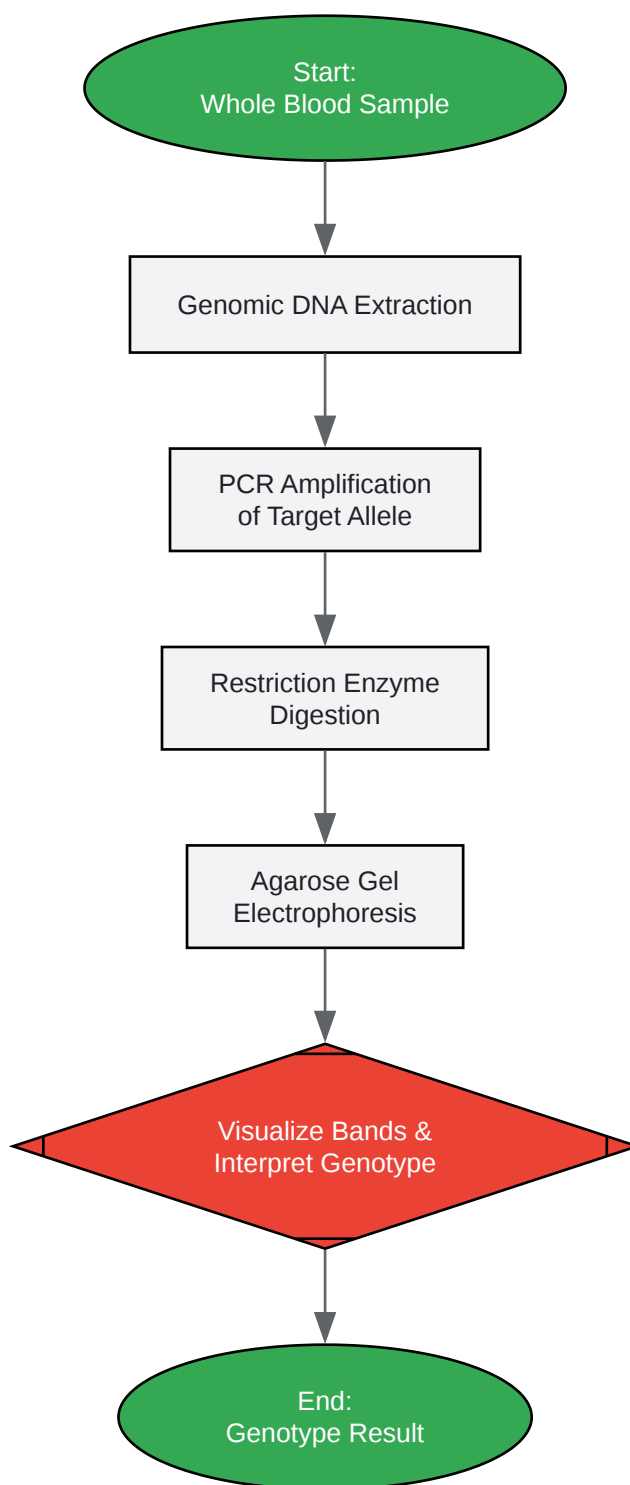 Start:
Whole Blood Sample
Genomic DNA Extraction
PCR Amplification
of Target Allele
Restriction Enzyme
Digestion
Agarose Gel
Electrophoresis
Visualize Bands &
Interpret Genotype
End:
Genotype Result